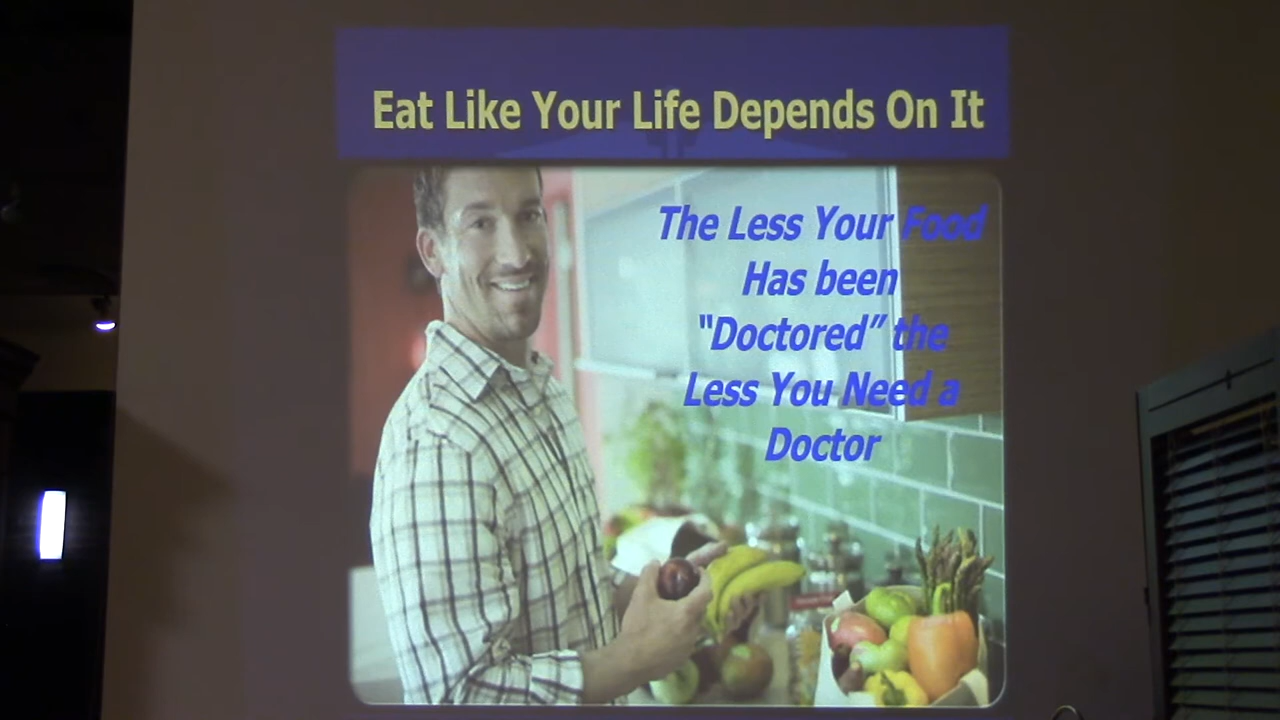 Eat Like Your Life Depends On It
The Less Your Food
Has been
“Doctored” the
Less You Need a
Doctor